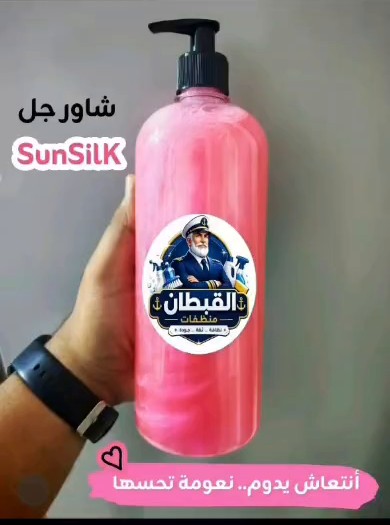 شاور جل
SunSilK
القبطان
منظفات
نظافة .. ثقة .. جودة
أنتعاش يدوم.. نعومة تحسها